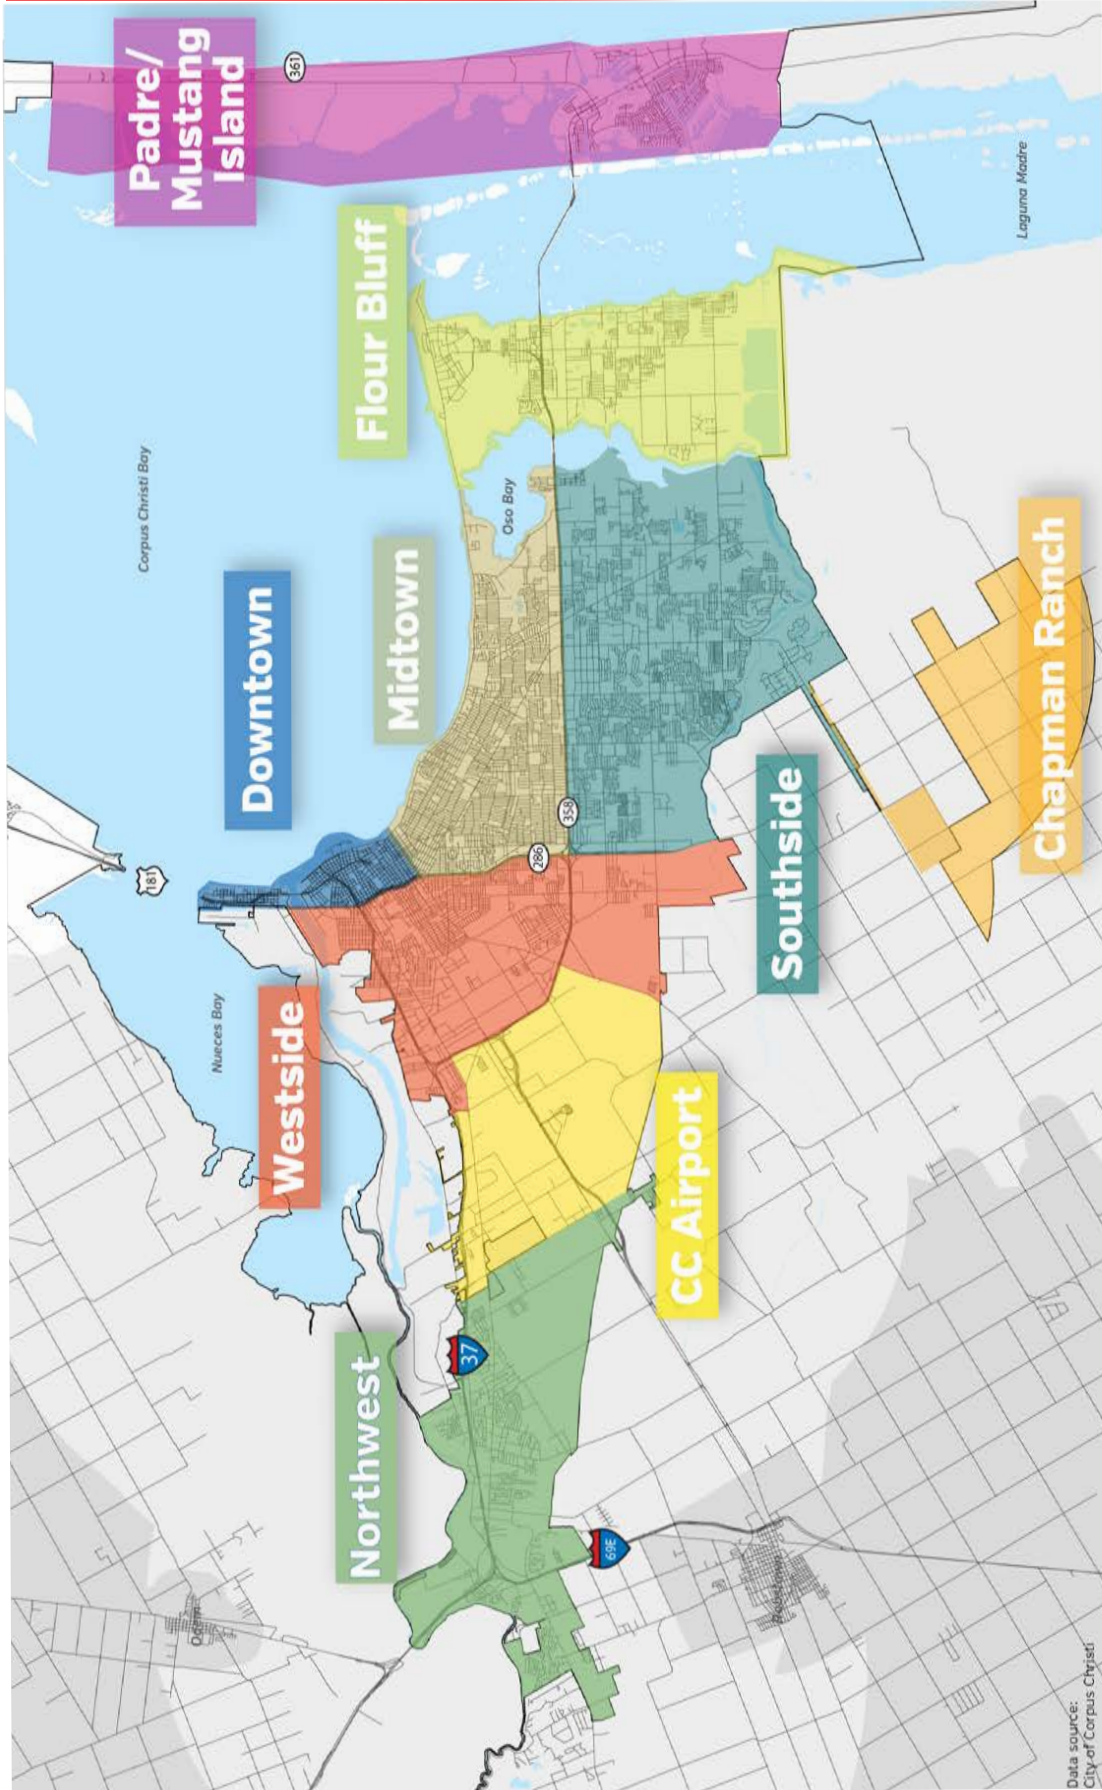 Padre/
Mustang
Island
361
Flour Bluff
Laguna Madre
Corpus Christi Bay
Oso Bay
Midtown
Downtown
Chapman Ranch
358
286
181
Southside
Nueces Bay
Westside
CC Airport
37
Northwest
69E
Odem
Robstown
Data source:
City of Corpus Christi